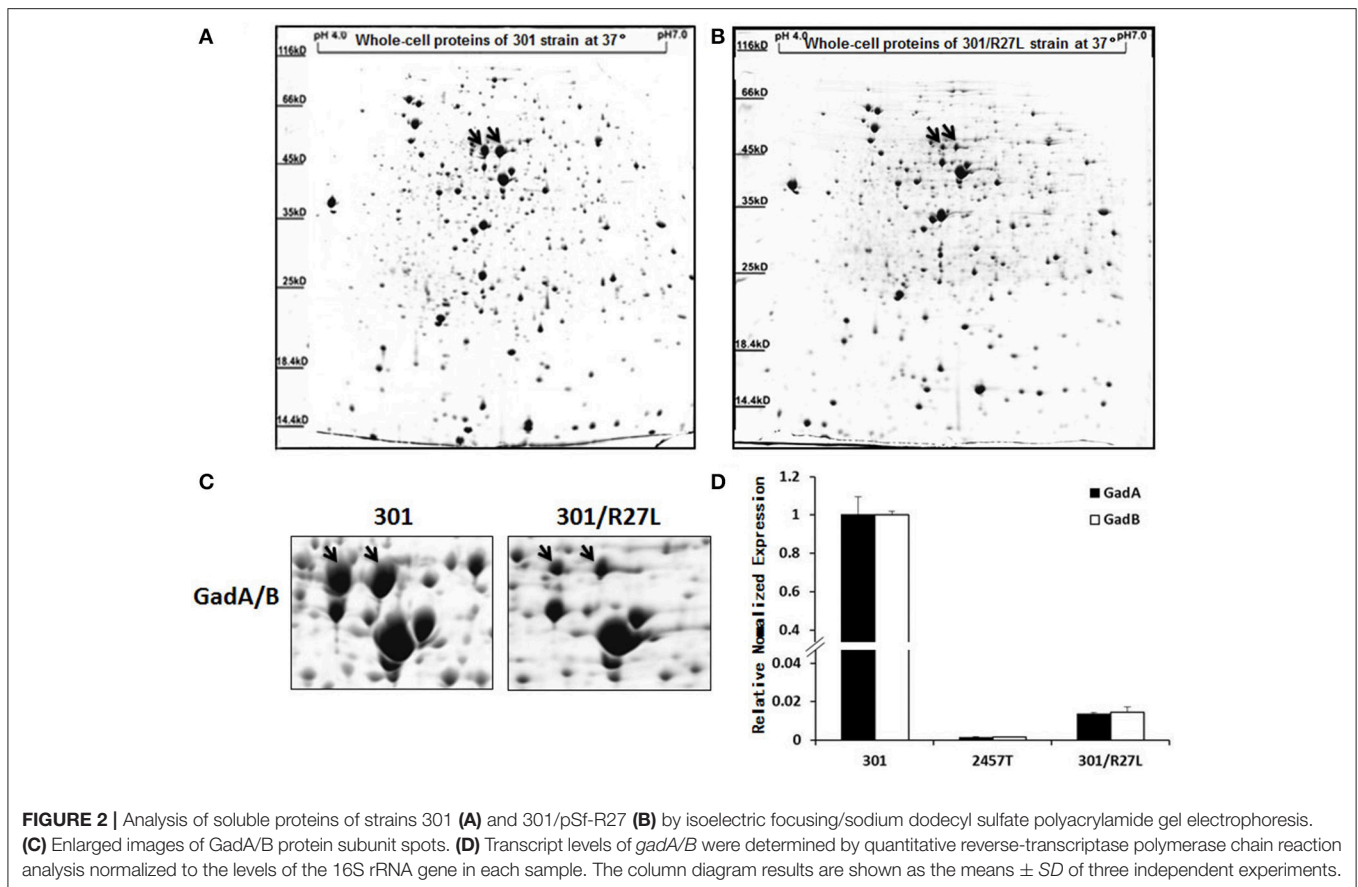 A
pH 4.0 Whole-cell proteins of 301 strain at 37° pH7.0
116kD
66kD
45kD
35kD
25kD
18.4kD
14.4kD
B
pH 4.0 Whole-cell proteins of 301/R27L strain at 37° pH7.0
116kD
66kD
45kD
35kD
25kD
18.4kD
14.4kD
C
301 301/R27L
GadA/B
D
Relative Nomalized Expression
1.2
1
0.8
0.6
0.4
0.04
0.02
0
GadA
GadB
301 2457T 301/R27L
FIGURE 2 | Analysis of soluble proteins of strains 301 (A) and 301/pSf-R27 (B) by isoelectric focusing/sodium dodecyl sulfate polyacrylamide gel electrophoresis.
(C) Enlarged images of GadA/B protein subunit spots. (D) Transcript levels of gadA/B were determined by quantitative reverse-transcriptase polymerase chain reaction
analysis normalized to the levels of the 16S rRNA gene in each sample. The column diagram results are shown as the means ± SD of three independent experiments.